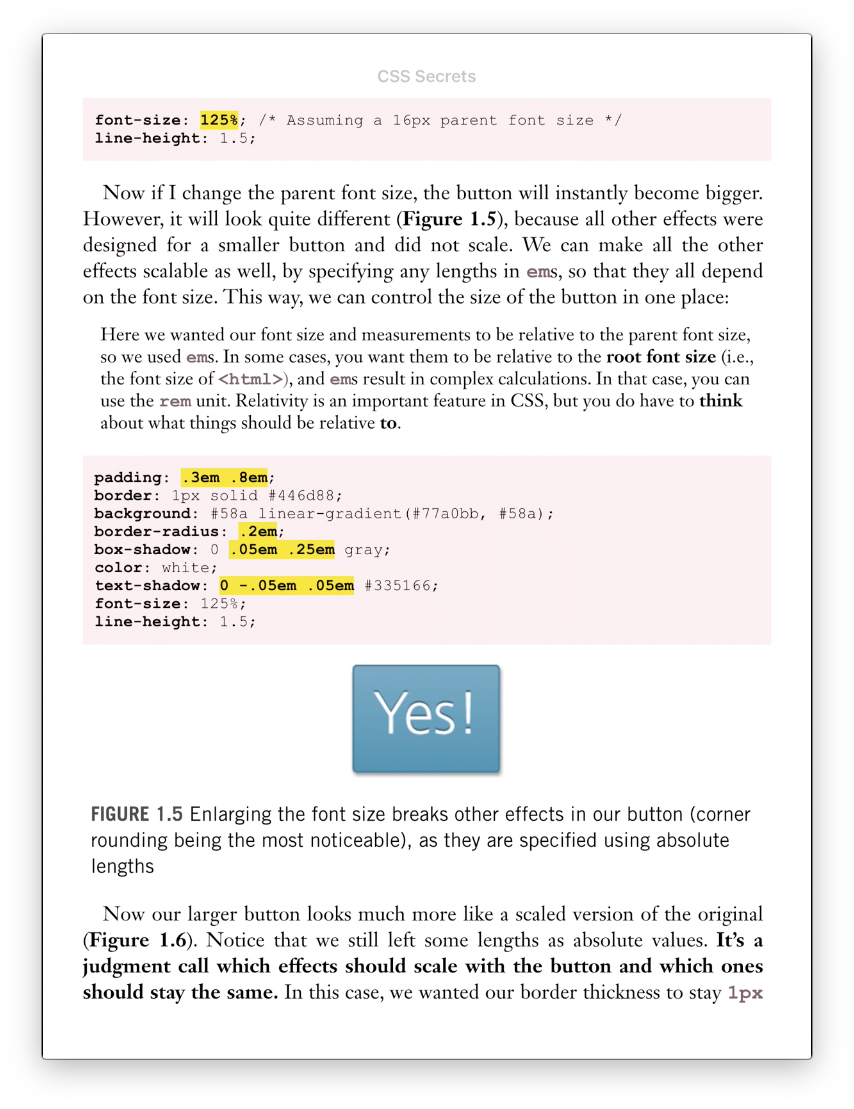 CSS Secrets
font-size: 125%; /* Assuming a 16px parent font size */
line-height: 1.5;
Now if I change the parent font size, the button will instantly become bigger.
However, it will look quite different (Figure 1.5), because all other effects were
designed for a smaller button and did not scale. We can make all the other
effects scalable as well, by specifying any lengths in ems, so that they all depend
on the font size. This way, we can control the size of the button in one place:
Here we wanted our font size and measurements to be relative to the parent font size,
so we used ems. In some cases, you want them to be relative to the root font size (i.e.,
the font size of <html>), and ems result in complex calculations. In that case, you can
use the rem unit. Relativity is an important feature in CSS, but you do have to think
about what things should be relative to.
padding: .3em .8em;
border: 1px solid #446d88;
background: #58a linear-gradient(#77a0bb, #58a);
border-radius: .2em;
box-shadow: 0 .05em .25em gray;
color: white;
text-shadow: 0 -.05em .05em #335166;
font-size: 125%;
line-height: 1.5;
Yes!
FIGURE 1.5 Enlarging the font size breaks other effects in our button (corner
rounding being the most noticeable), as they are specified using absolute
lengths
Now our larger button looks much more like a scaled version of the original
(Figure 1.6). Notice that we still left some lengths as absolute values. It's a
judgment call which effects should scale with the button and which ones
should stay the same. In this case, we wanted our border thickness to stay 1px